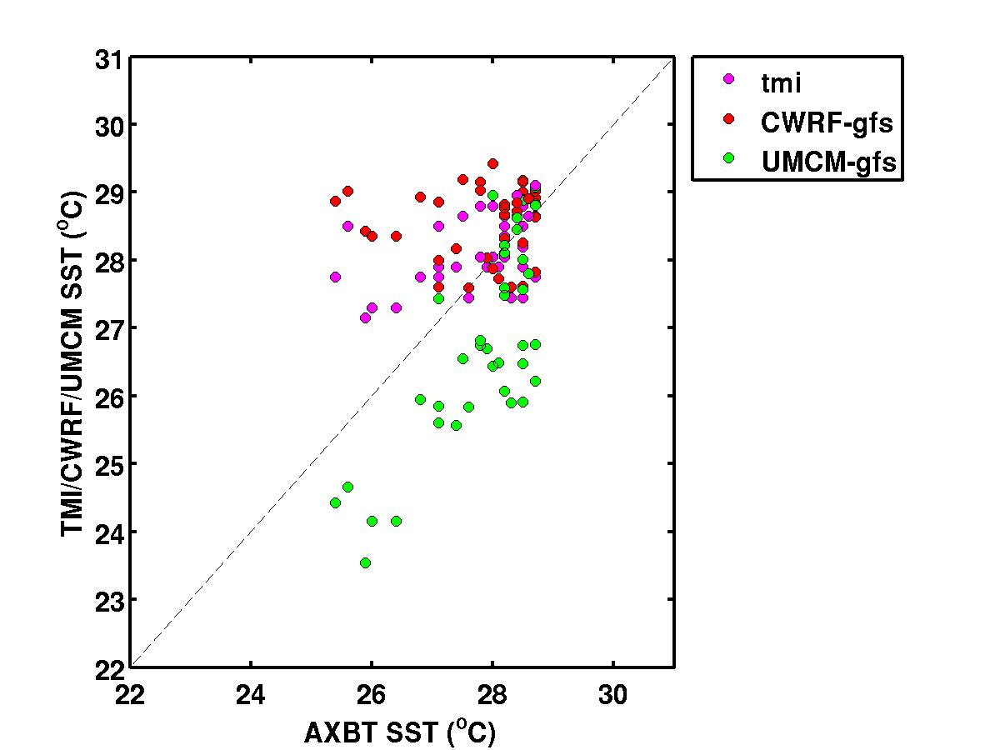 31
30
29
28
27
26
25
24
23
22
22 24 26 28 30
TMI/CWRF/UMCM SST (°C)
AXBT SST (°C)
tmi
CWRF-gfs
UMCM-gfs